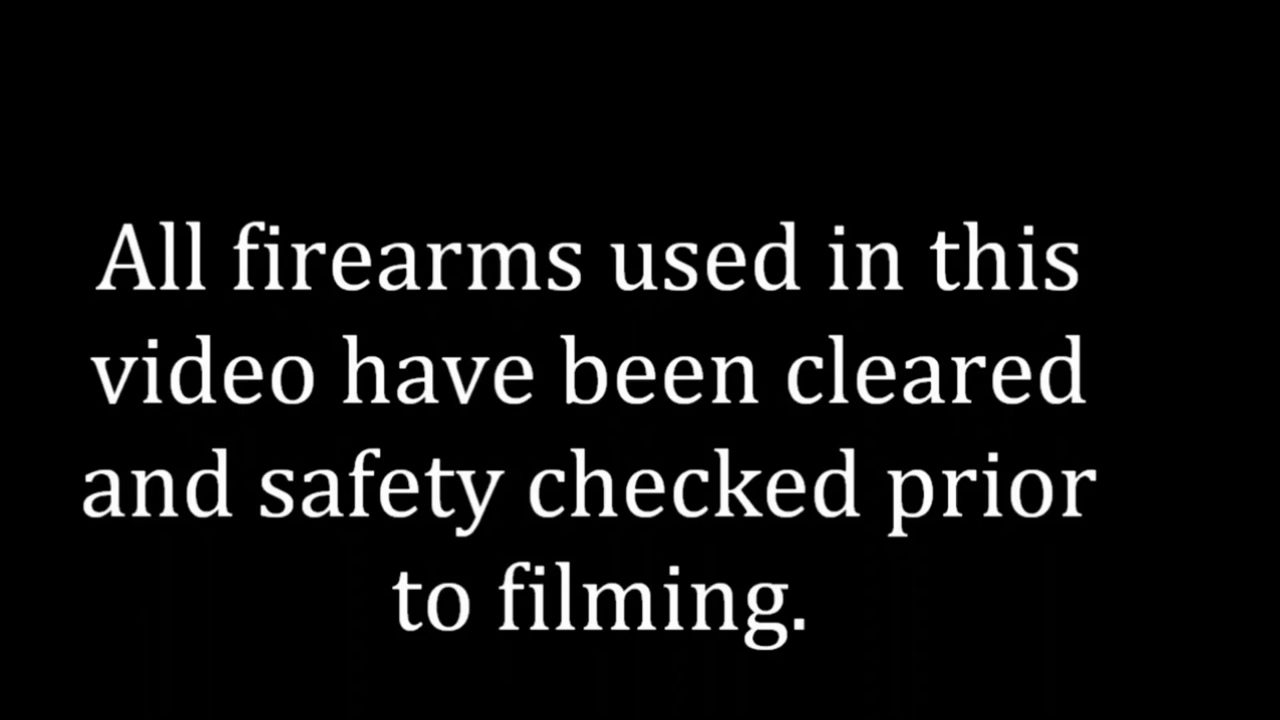 All firearms used in this
video have been cleared
and safety checked prior
to filming.